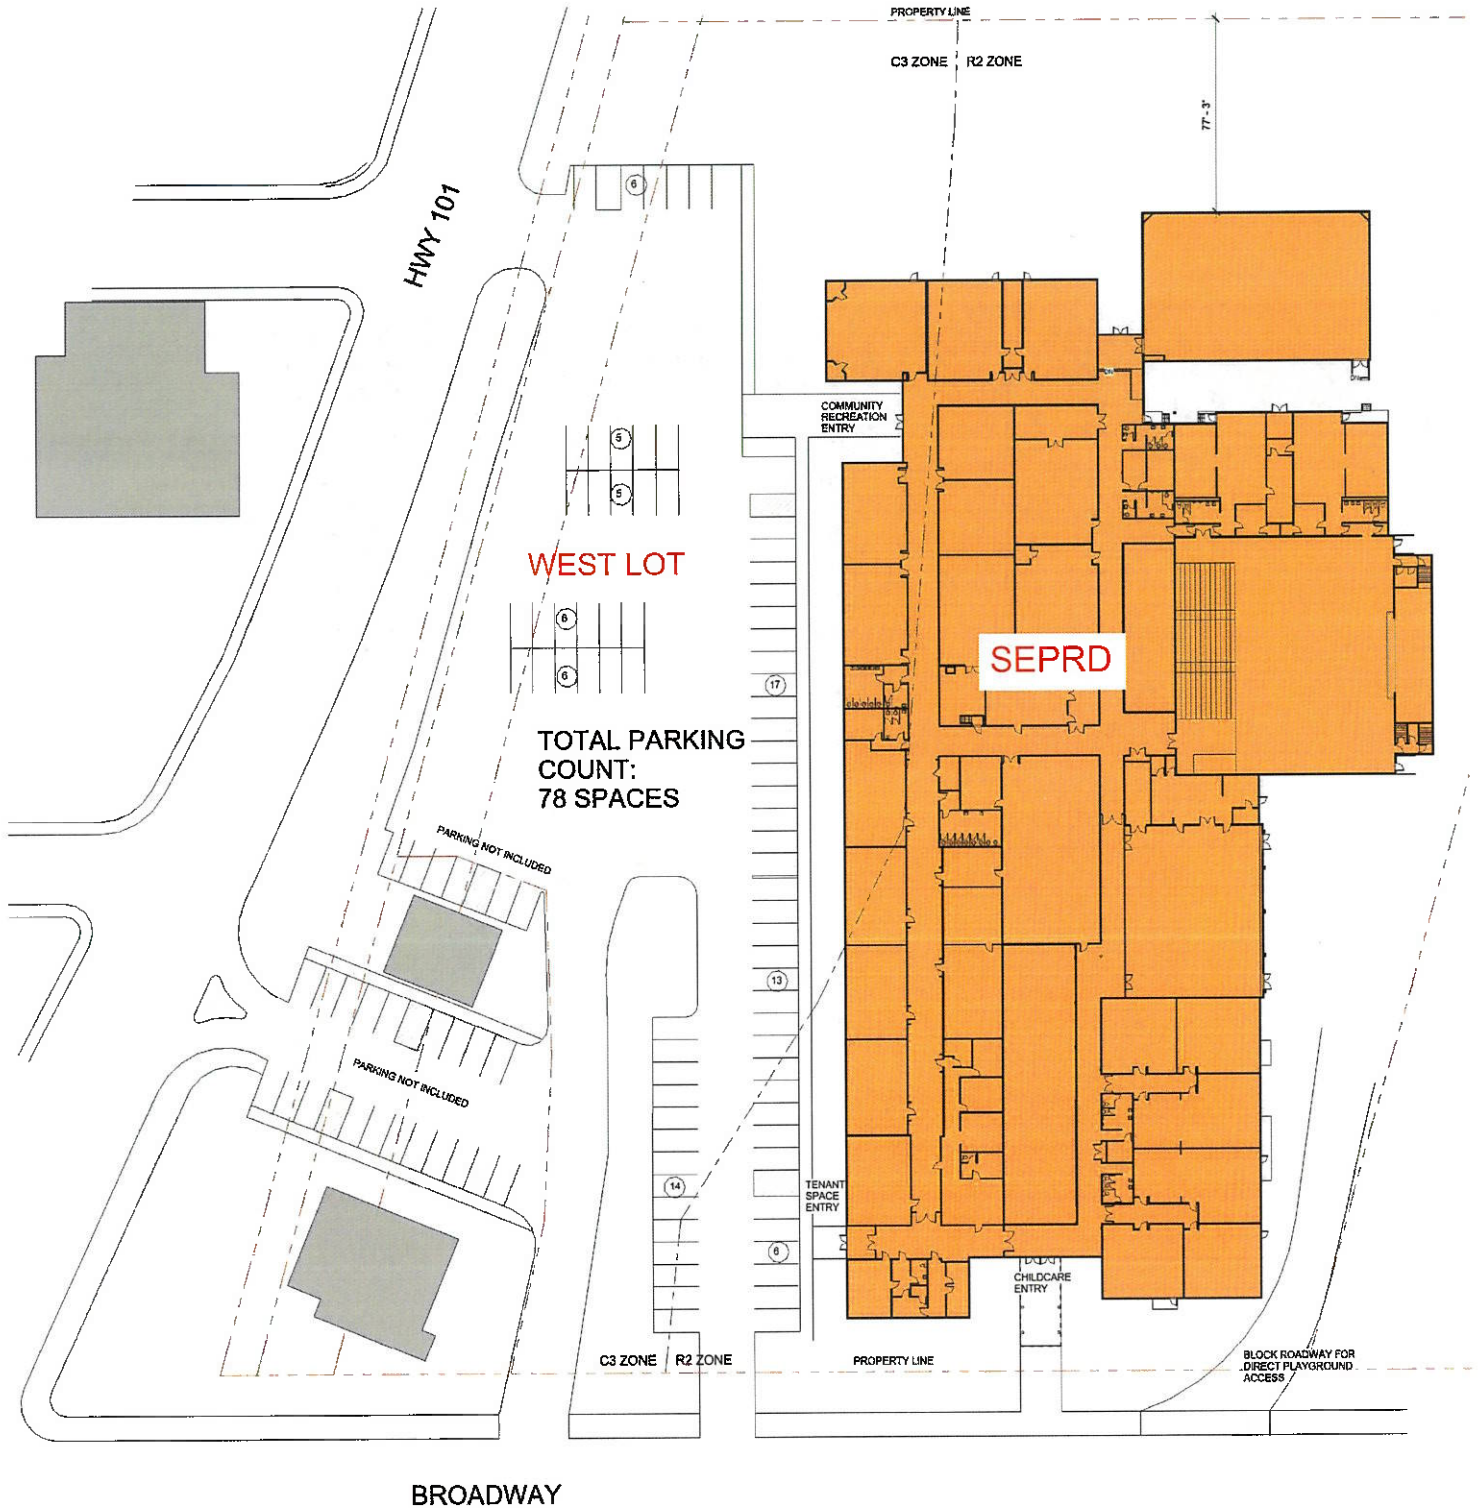 PROPERTY LINE
C3 ZONE
R2 ZONE
77'-3"
6
HWY 101
COMMUNITY
RECREATION
ENTRY
5
5
WEST LOT
6
6
SEPRD
17
TOTAL PARKING
COUNT:
78 SPACES
PARKING NOT INCLUDED
13
PARKING NOT INCLUDED
14
TENANT
SPACE
ENTRY
6
CHILDCARE
ENTRY
C3 ZONE
R2 ZONE
PROPERTY LINE
BLOCK ROADWAY FOR
DIRECT PLAYGROUND
ACCESS
BROADWAY